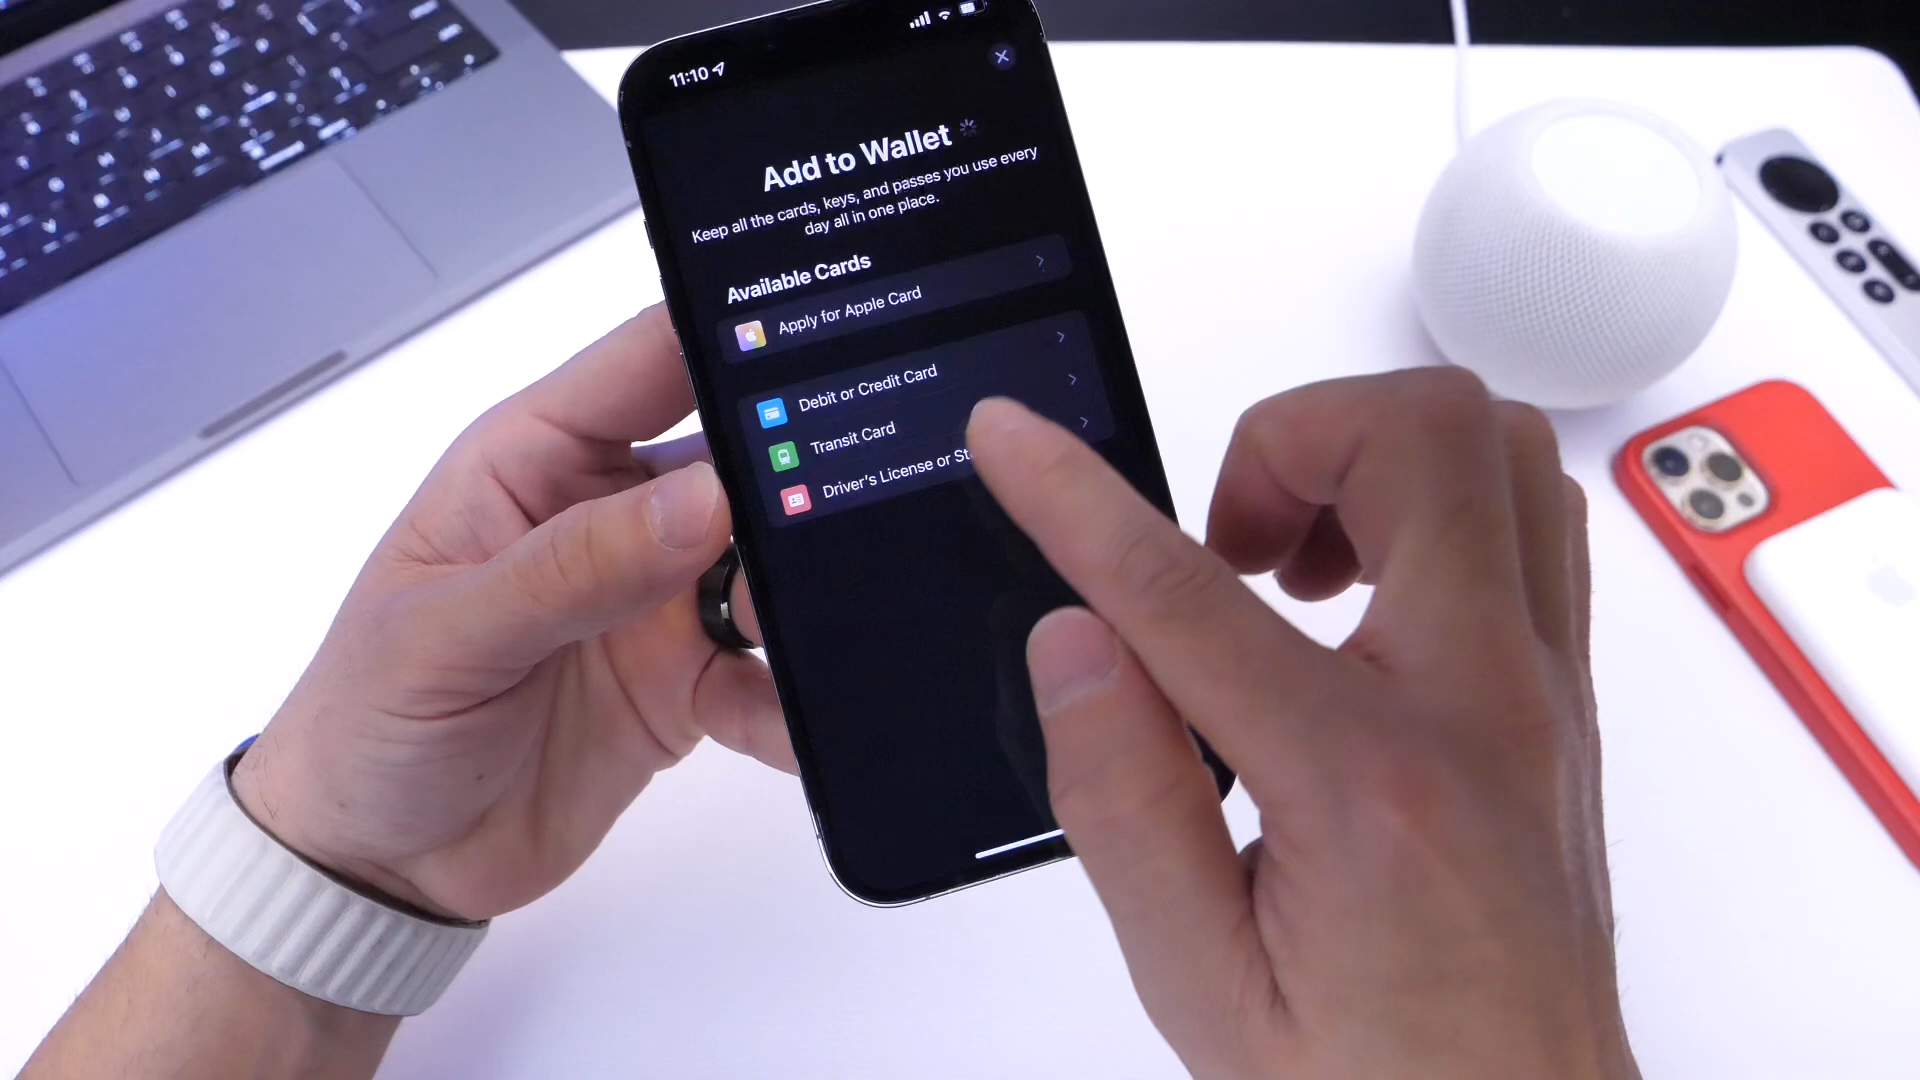 11:10
Add to Wallet
Keep all the cards, keys, and passes you use every
day all in one place.
Available Cards
Apply for Apple Card
Debit or Credit Card
Transit Card
Driver's License or